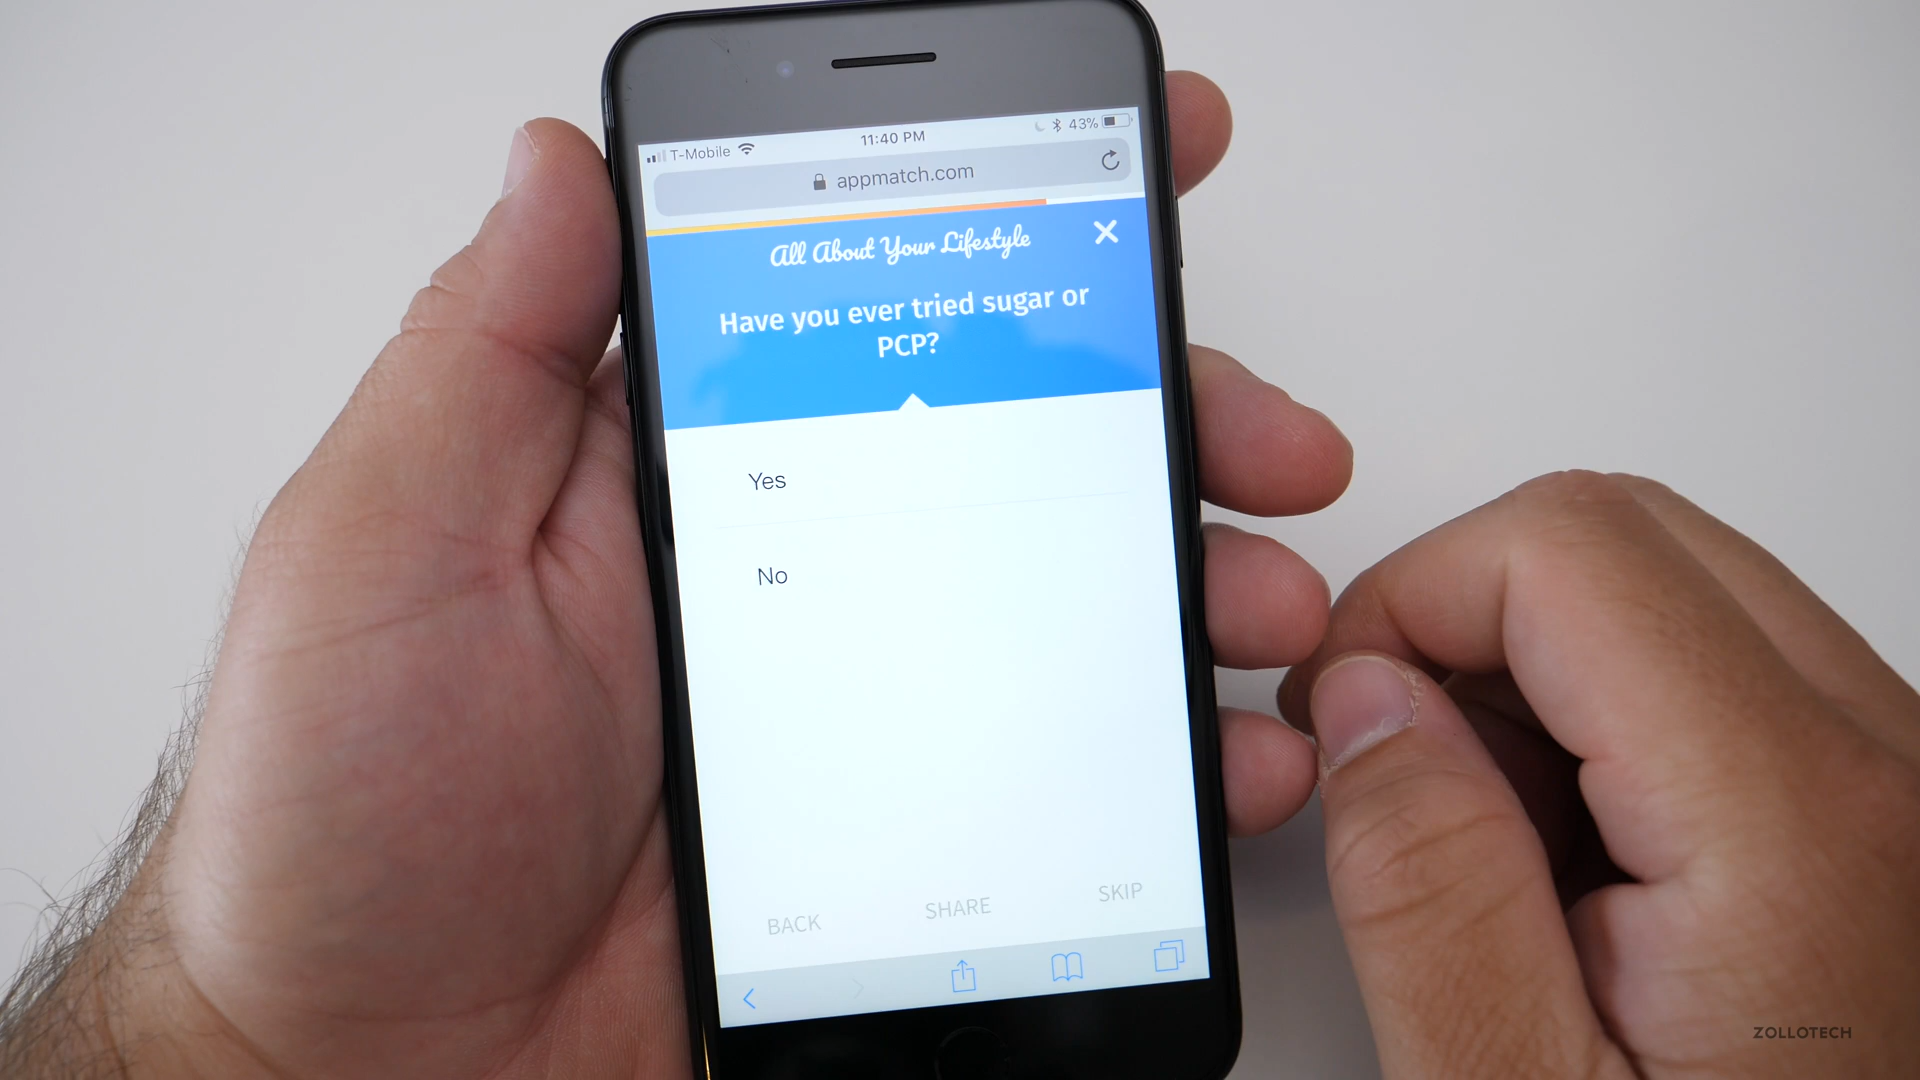 T-Mobile 11:40 PM 43%
appmatch.com
All About Your Lifestyle
Have you ever tried sugar or
PCP?
Yes
No
BACK SHARE SKIP
ZOLLOTECH